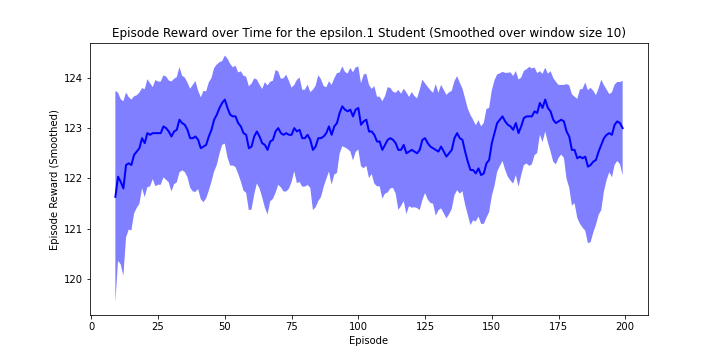 Episode Reward over Time for the epsilon.1 Student (Smoothed over window size 10)
Episode Reward (Smoothed)
124
123
122
121
120
0 25 50 75 100 125 150 175 200
Episode